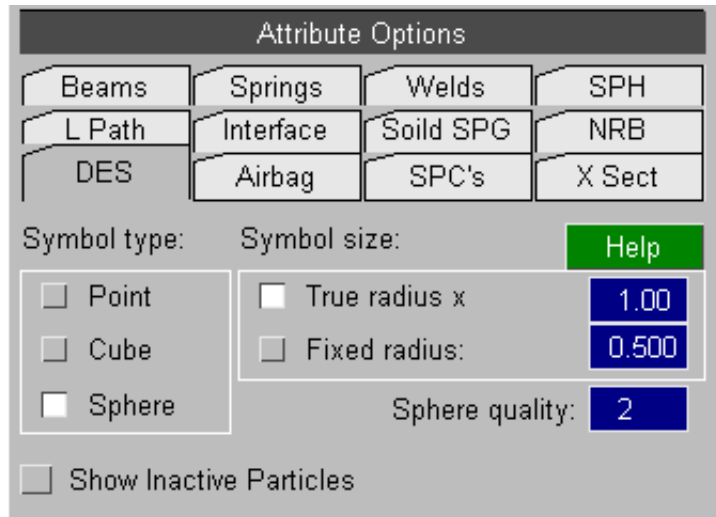 Attribute Options
Beams Springs Welds SPH
L Path Interface Soild SPG NRB
DES Airbag SPC's X Sect
Symbol type: Symbol size: Help
Point True radius x 1.00
Cube Fixed radius: 0.500
Sphere Sphere quality: 2
Show Inactive Particles